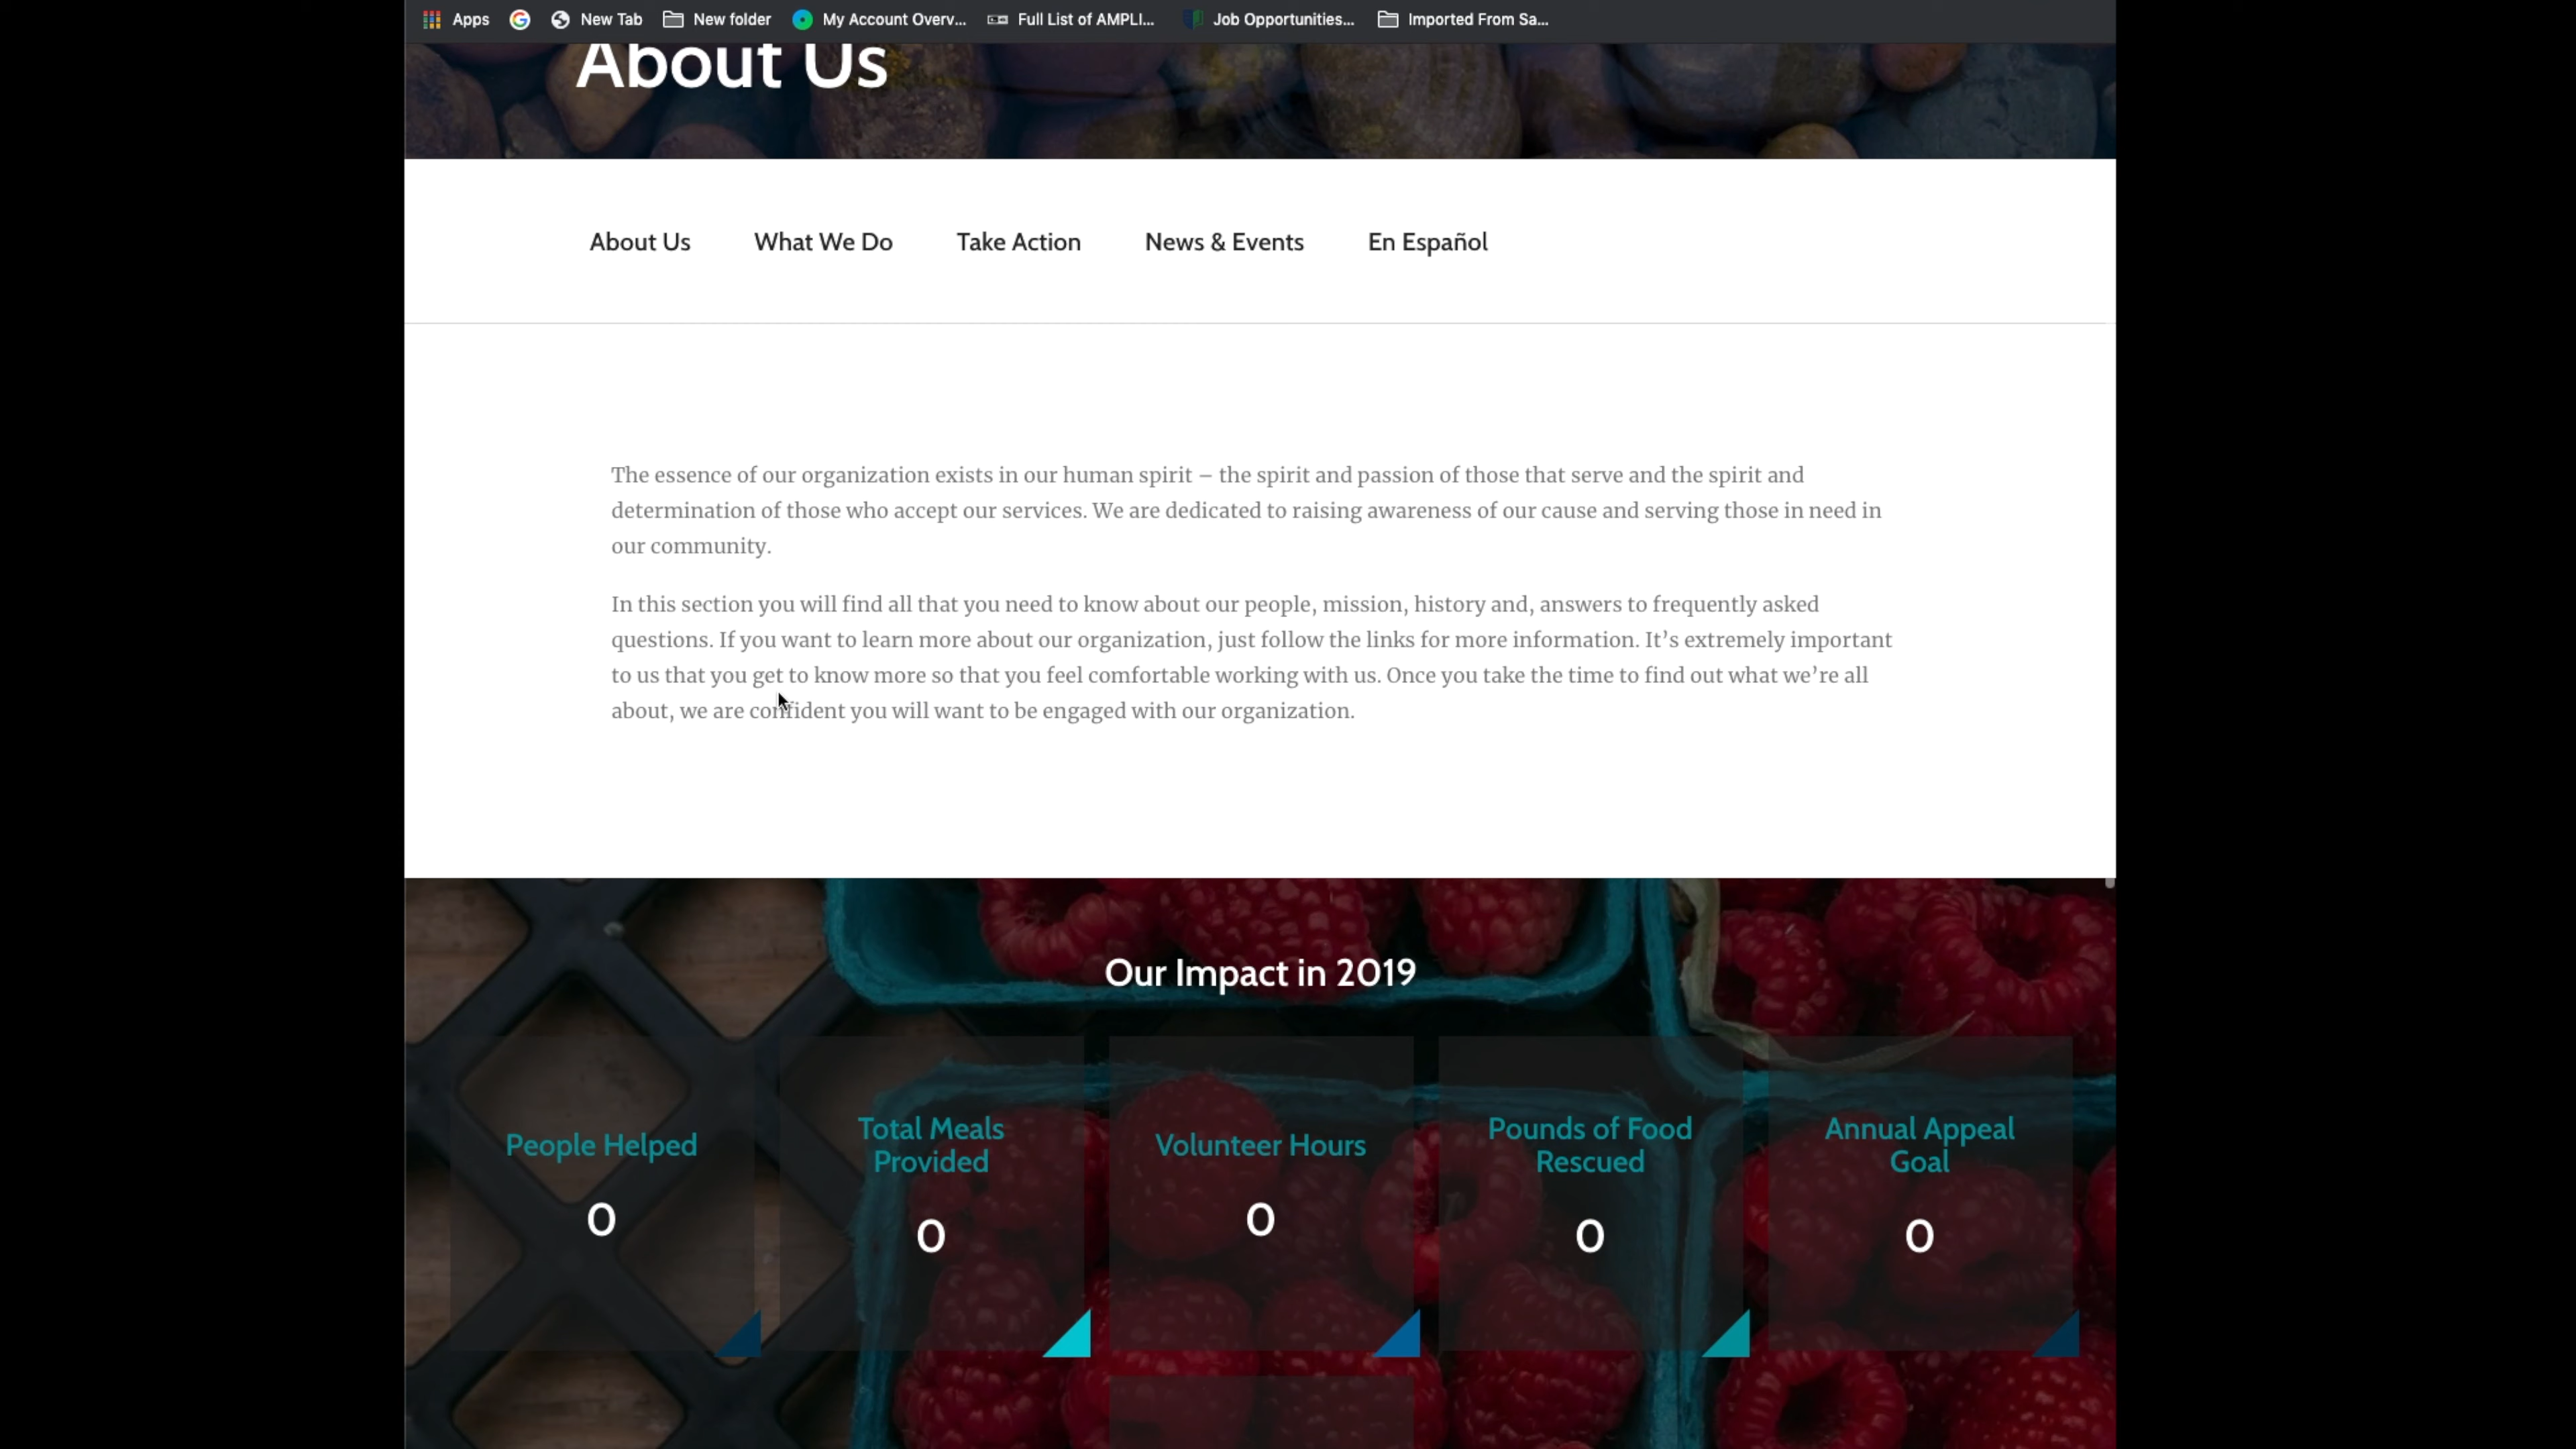 Apps New Tab New folder My Account Overv... Full List of AMPLI... Job Opportunities... Imported From Sa...
About Us
About Us What We Do Take Action News & Events En Español
The essence of our organization exists in our human spirit – the spirit and passion of those that serve and the spirit and
determination of those who accept our services. We are dedicated to raising awareness of our cause and serving those in need in
our community.
In this section you will find all that you need to know about our people, mission, history and, answers to frequently asked
questions. If you want to learn more about our organization, just follow the links for more information. It’s extremely important
to us that you get to know more so that you feel comfortable working with us. Once you take the time to find out what we’re all
about, we are confident you will want to be engaged with our organization.
Our Impact in 2019
People Helped
0
Total Meals
Provided
0
Volunteer Hours
0
Pounds of Food
Rescued
0
Annual Appeal
Goal
0